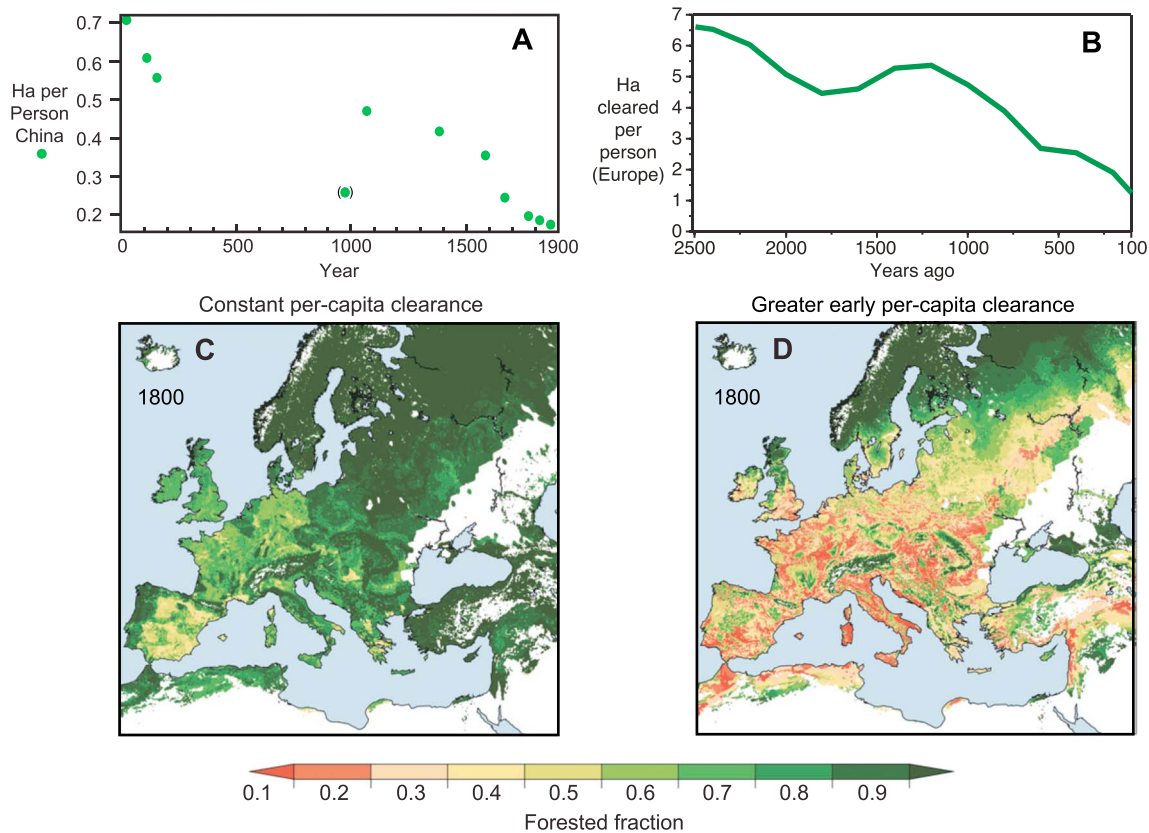 A
0.7
0.6
0.5
0.4
0.3
0.2
Ha per
Person
China
( )
0
500
1000
1500
1900
Year
B
7
6
5
4
3
2
1
0
Ha
cleared
per
person
(Europe)
2500
2000
1500
1000
500
100
Years ago
Constant per-capita clearance
C
1800
Greater early per-capita clearance
D
1800
0.1 0.2 0.3 0.4 0.5 0.6 0.7 0.8 0.9
Forested fraction